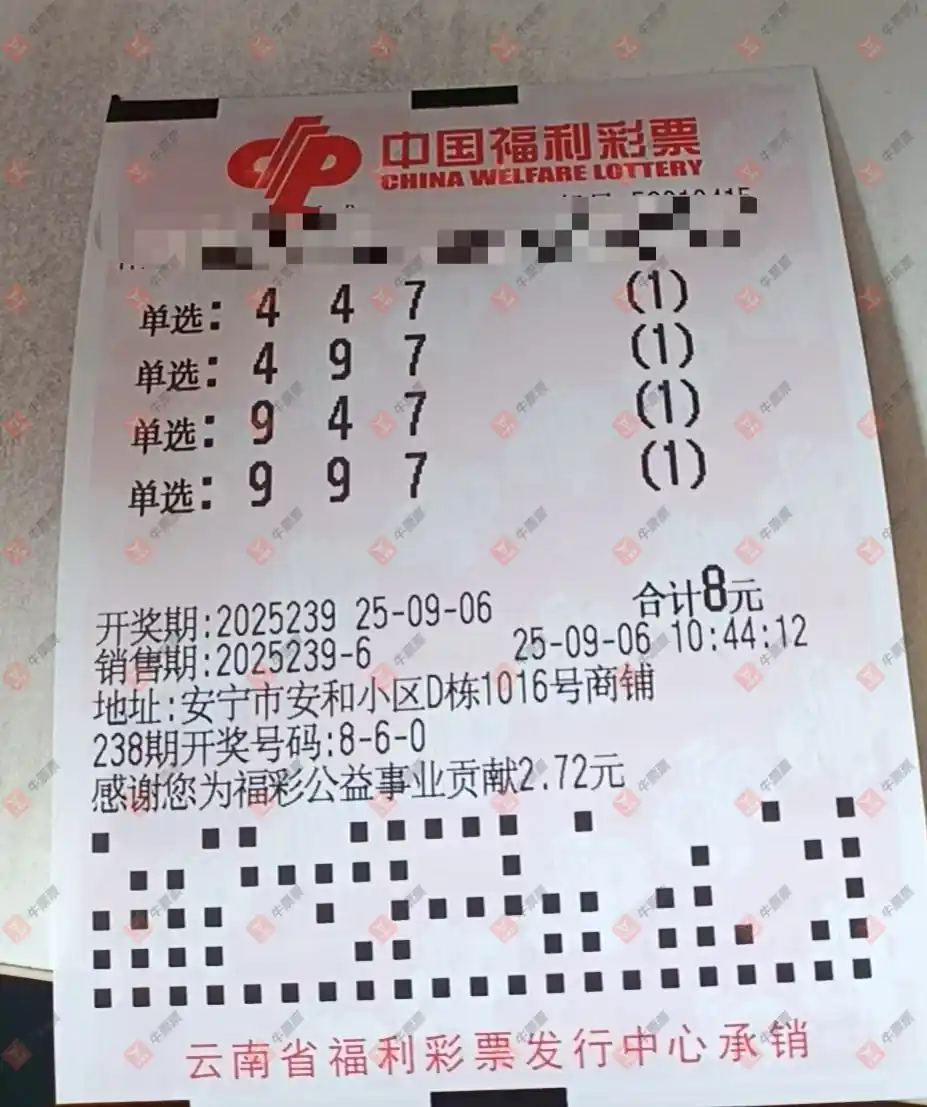 中国福利彩票
CHINA WELFARE LOTTERY
单选: 4 4 7 (1)
单选: 4 9 7 (1)
单选: 9 4 7 (1)
单选: 9 9 7 (1)
合计8元
开奖期:2025239 25-09-06
销售期:2025239-6 25-09-06 10:44:12
地址:安宁市安和小区D栋1016号商铺
238期开奖号码:8-6-0
感谢您为福彩公益事业贡献2.72元
云南省福利彩票发行中心承销